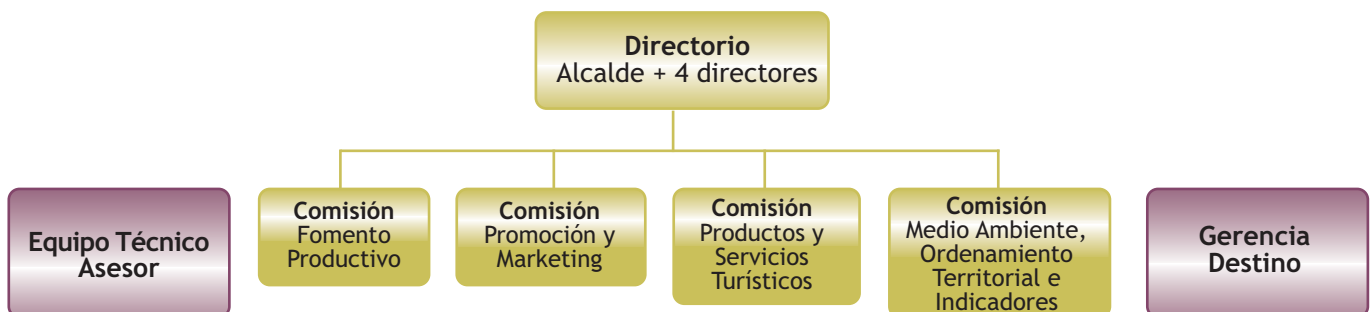 Directorio
Alcalde + 4 directores
Equipo Técnico
Asesor
Comisión
Fomento
Productivo
Comisión
Promoción y
Marketing
Comisión
Productos y
Servicios
Turísticos
Comisión
Medio Ambiente,
Ordenamiento
Territorial e
Indicadores
Gerencia
Destino